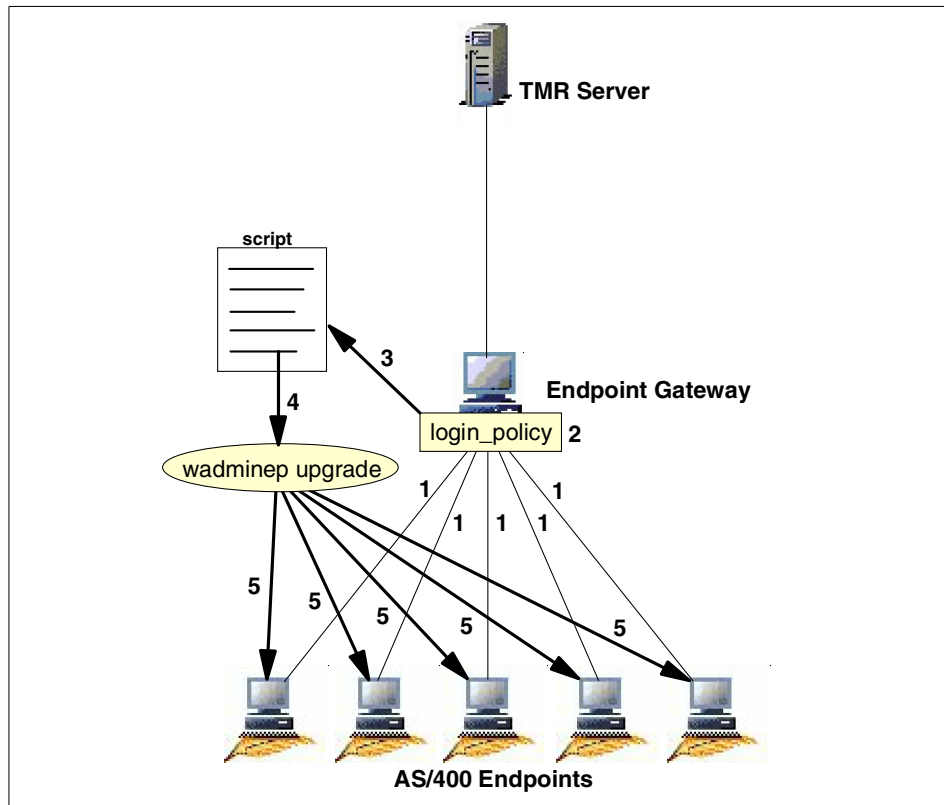 TMR Server
script
3
Endpoint Gateway
4
login_policy 2
wadminep upgrade
1 1
1 1 1
5
5 5 5 5
AS/400 Endpoints